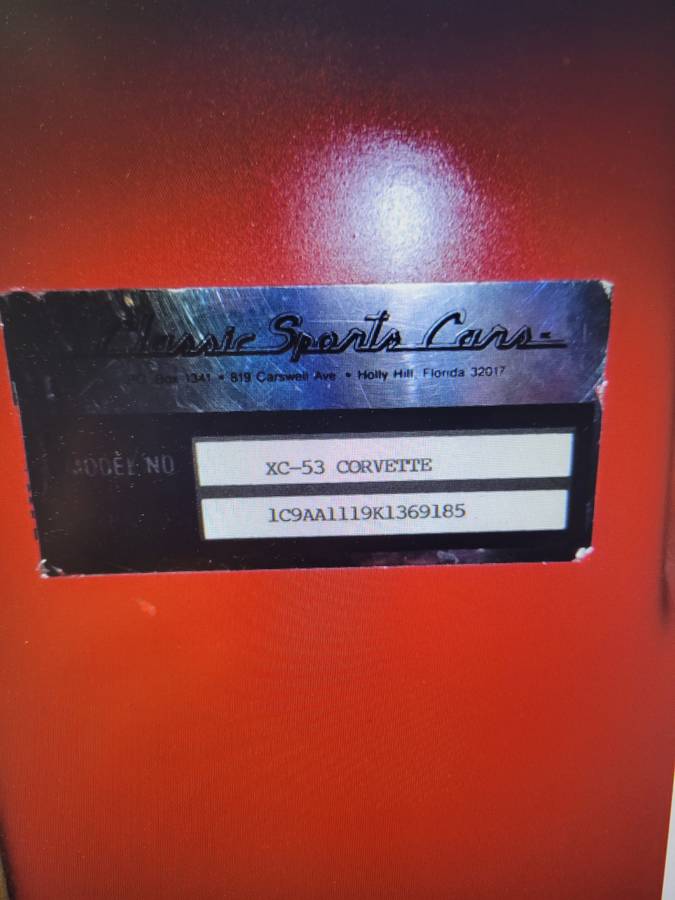 Classic Sports Cars
Box 1341 • 819 Carswell Ave • Holly Hill, Florida 32017
MODEL NO
XC-53 CORVETTE
1C9AA1119K1369185